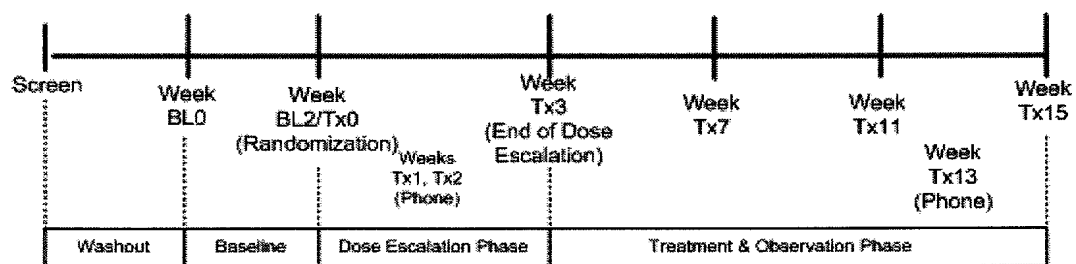 Screen
Week
BL0
Week
BL2/Tx0
(Randomization)
Weeks
Tx1, Tx2
(Phone)
Week
Tx3
(End of Dose
Escalation)
Week
Tx7
Week
Tx11
Week
Tx13
(Phone)
Week
Tx15
Washout
Baseline
Dose Escalation Phase
Treatment & Observation Phase